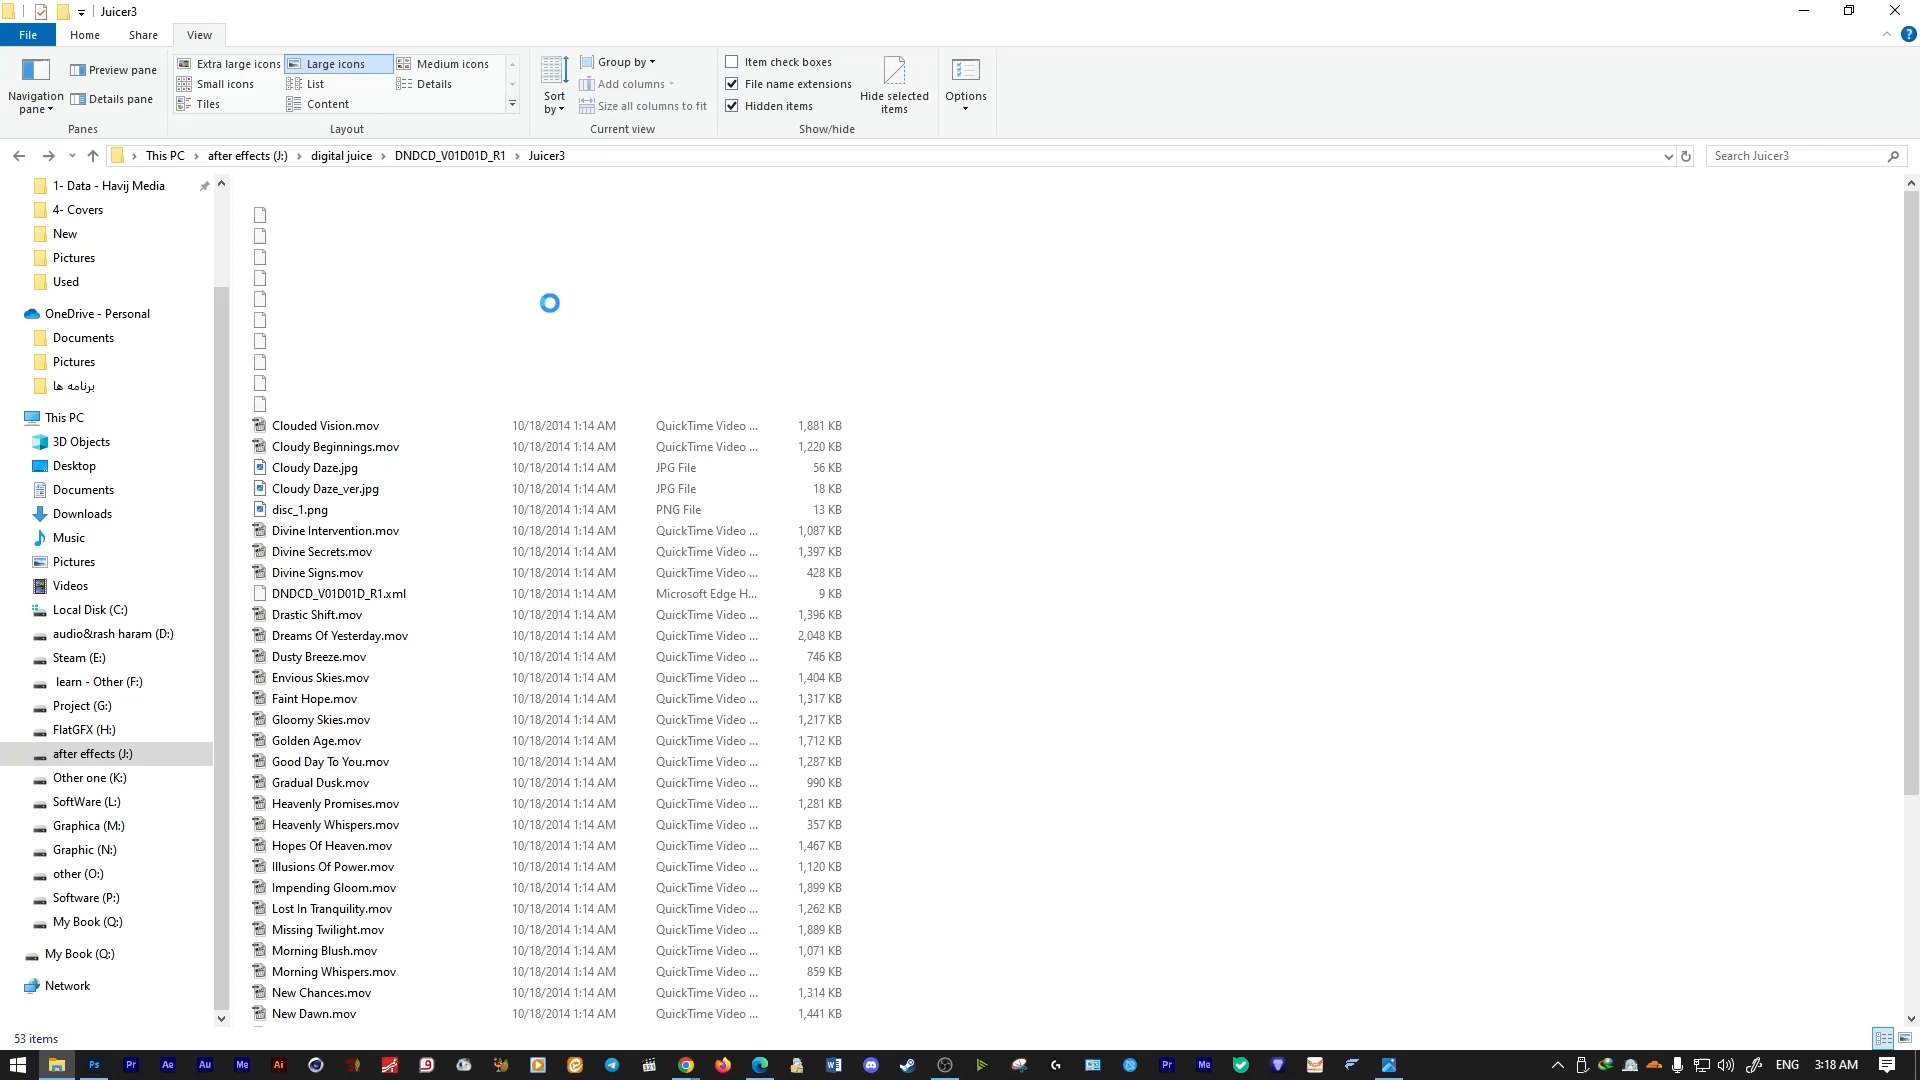 Juicer3
File Home Share View
Navigation pane
Preview pane
Details pane
Panes
Extra large icons Large icons Medium icons
Small icons List Details
Tiles Content
Layout
Sort by
Group by
Add columns
Size all columns to fit
Current view
Item check boxes
File name extensions
Hidden items
Hide selected items
Show/hide
Options
This PC › after effects (J:) › digital juice › DNDCD_V01D01D_R1 › Juicer3
Search Juicer3
1- Data - Havij Media
4- Covers
New
Pictures
Used
OneDrive - Personal
Documents
Pictures
برنامه ها
This PC
3D Objects
Desktop
Documents
Downloads
Music
Pictures
Videos
Local Disk (C:)
audio&rash haram (D:)
Steam (E:)
learn - Other (F:)
Project (G:)
FlatGFX (H:)
after effects (J:)
Other one (K:)
SoftWare (L:)
Graphica (M:)
Graphic (N:)
other (O:)
Software (P:)
My Book (Q:)
My Book (Q:)
Network
Clouded Vision.mov 10/18/2014 1:14 AM QuickTime Video ... 1,881 KB
Cloudy Beginnings.mov 10/18/2014 1:14 AM QuickTime Video ... 1,220 KB
Cloudy Daze.jpg 10/18/2014 1:14 AM JPG File 56 KB
Cloudy Daze_ver.jpg 10/18/2014 1:14 AM JPG File 18 KB
disc_1.png 10/18/2014 1:14 AM PNG File 13 KB
Divine Intervention.mov 10/18/2014 1:14 AM QuickTime Video ... 1,087 KB
Divine Secrets.mov 10/18/2014 1:14 AM QuickTime Video ... 1,397 KB
Divine Signs.mov 10/18/2014 1:14 AM QuickTime Video ... 428 KB
DNDCD_V01D01D_R1.xml 10/18/2014 1:14 AM Microsoft Edge H... 9 KB
Drastic Shift.mov 10/18/2014 1:14 AM QuickTime Video ... 1,396 KB
Dreams Of Yesterday.mov 10/18/2014 1:14 AM QuickTime Video ... 2,048 KB
Dusty Breeze.mov 10/18/2014 1:14 AM QuickTime Video ... 746 KB
Envious Skies.mov 10/18/2014 1:14 AM QuickTime Video ... 1,404 KB
Faint Hope.mov 10/18/2014 1:14 AM QuickTime Video ... 1,317 KB
Gloomy Skies.mov 10/18/2014 1:14 AM QuickTime Video ... 1,217 KB
Golden Age.mov 10/18/2014 1:14 AM QuickTime Video ... 1,712 KB
Good Day To You.mov 10/18/2014 1:14 AM QuickTime Video ... 1,287 KB
Gradual Dusk.mov 10/18/2014 1:14 AM QuickTime Video ... 990 KB
Heavenly Promises.mov 10/18/2014 1:14 AM QuickTime Video ... 1,281 KB
Heavenly Whispers.mov 10/18/2014 1:14 AM QuickTime Video ... 357 KB
Hopes Of Heaven.mov 10/18/2014 1:14 AM QuickTime Video ... 1,467 KB
Illusions Of Power.mov 10/18/2014 1:14 AM QuickTime Video ... 1,120 KB
Impending Gloom.mov 10/18/2014 1:14 AM QuickTime Video ... 1,899 KB
Lost In Tranquility.mov 10/18/2014 1:14 AM QuickTime Video ... 1,262 KB
Missing Twilight.mov 10/18/2014 1:14 AM QuickTime Video ... 1,889 KB
Morning Blush.mov 10/18/2014 1:14 AM QuickTime Video ... 1,071 KB
Morning Whispers.mov 10/18/2014 1:14 AM QuickTime Video ... 859 KB
New Chances.mov 10/18/2014 1:14 AM QuickTime Video ... 1,314 KB
New Dawn.mov 10/18/2014 1:14 AM QuickTime Video ... 1,441 KB
53 items
Ps Pr Ae Au Me Ai Pr Me ENG 3:18 AM